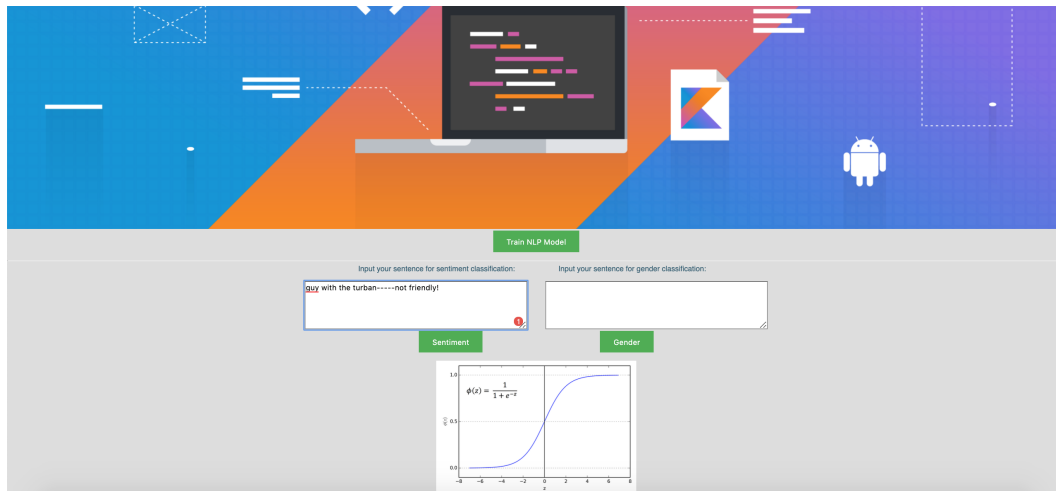 Train NLP Model
Input your sentence for sentiment classification:
Input your sentence for gender classification:
guy with the turban-----not friendly!
1
Sentiment
Gender
1.0
ϕ(z) = 1 / 1 + e^{-z}
0.5
ϕ(z)
0.0
-8 -6 -4 -2 0 2 4 6 8
z